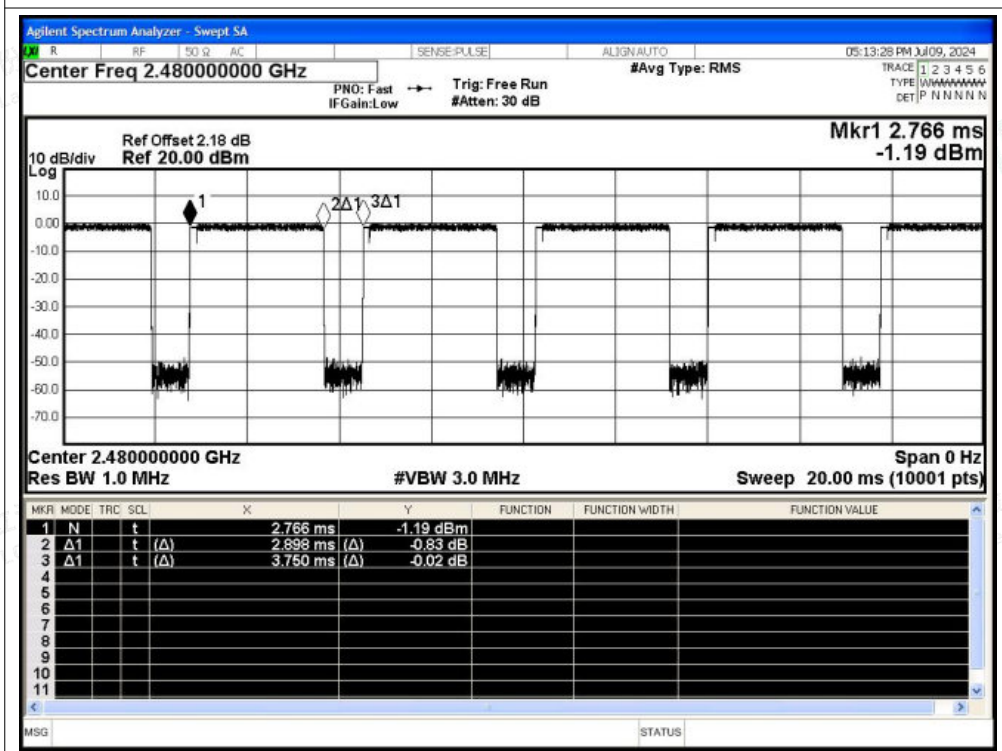 Agilent Spectrum Analyzer - Swept SA
R RF 50 Ω AC SENSE:PULSE ALIGN AUTO 05:13:28 PM Jul 09, 2024
Center Freq 2.480000000 GHz #Avg Type: RMS TRACE 1 2 3 4 5 6
PNO: Fast Trig: Free Run TYPE WWWWWW
IFGain:Low #Atten: 30 dB DET P N N N N N
Mkr1 2.766 ms
Ref Offset 2.18 dB
10 dB/div Ref 20.00 dBm -1.19 dBm
Log
10.0
1 2Δ1 3Δ1
0.00
-10.0
-20.0
-30.0
-40.0
-50.0
-60.0
-70.0
Center 2.480000000 GHz Span 0 Hz
Res BW 1.0 MHz #VBW 3.0 MHz Sweep 20.00 ms (10001 pts)
MKR MODE TRC SCL X Y FUNCTION FUNCTION WIDTH FUNCTION VALUE
1 N t 2.766 ms -1.19 dBm
2 Δ1 t (Δ) 2.898 ms (Δ) -0.83 dB
3 Δ1 t (Δ) 3.750 ms (Δ) -0.02 dB
4
5
6
7
8
9
10
11
MSG STATUS